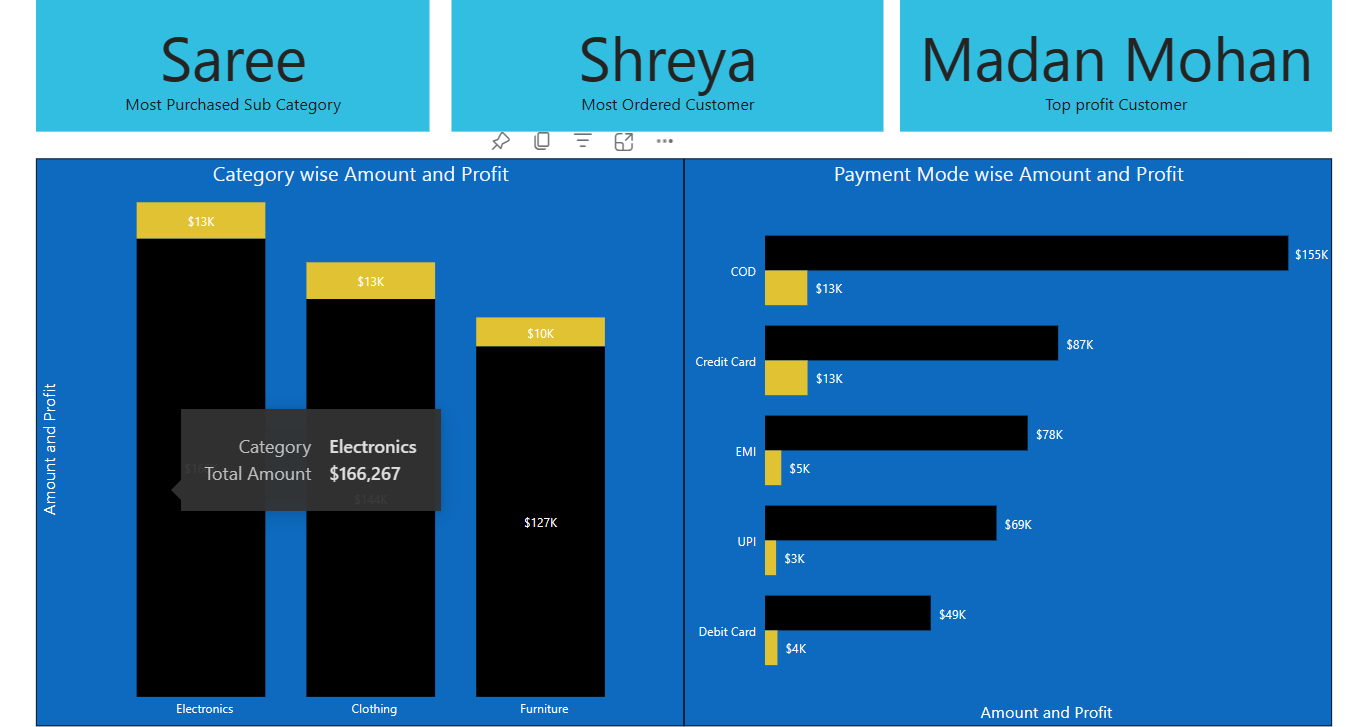 Saree
Most Purchased Sub Category
Shreya
Most Ordered Customer
Madan Mohan
Top profit Customer
Category wise Amount and Profit
Amount and Profit
$13K
$13K
$10K
Category Electronics
Total Amount $166,267
$144K
$127K
Electronics
Clothing
Furniture
Payment Mode wise Amount and Profit
COD
$155K
$13K
Credit Card
$87K
$13K
EMI
$78K
$5K
UPI
$69K
$3K
Debit Card
$49K
$4K
Amount and Profit